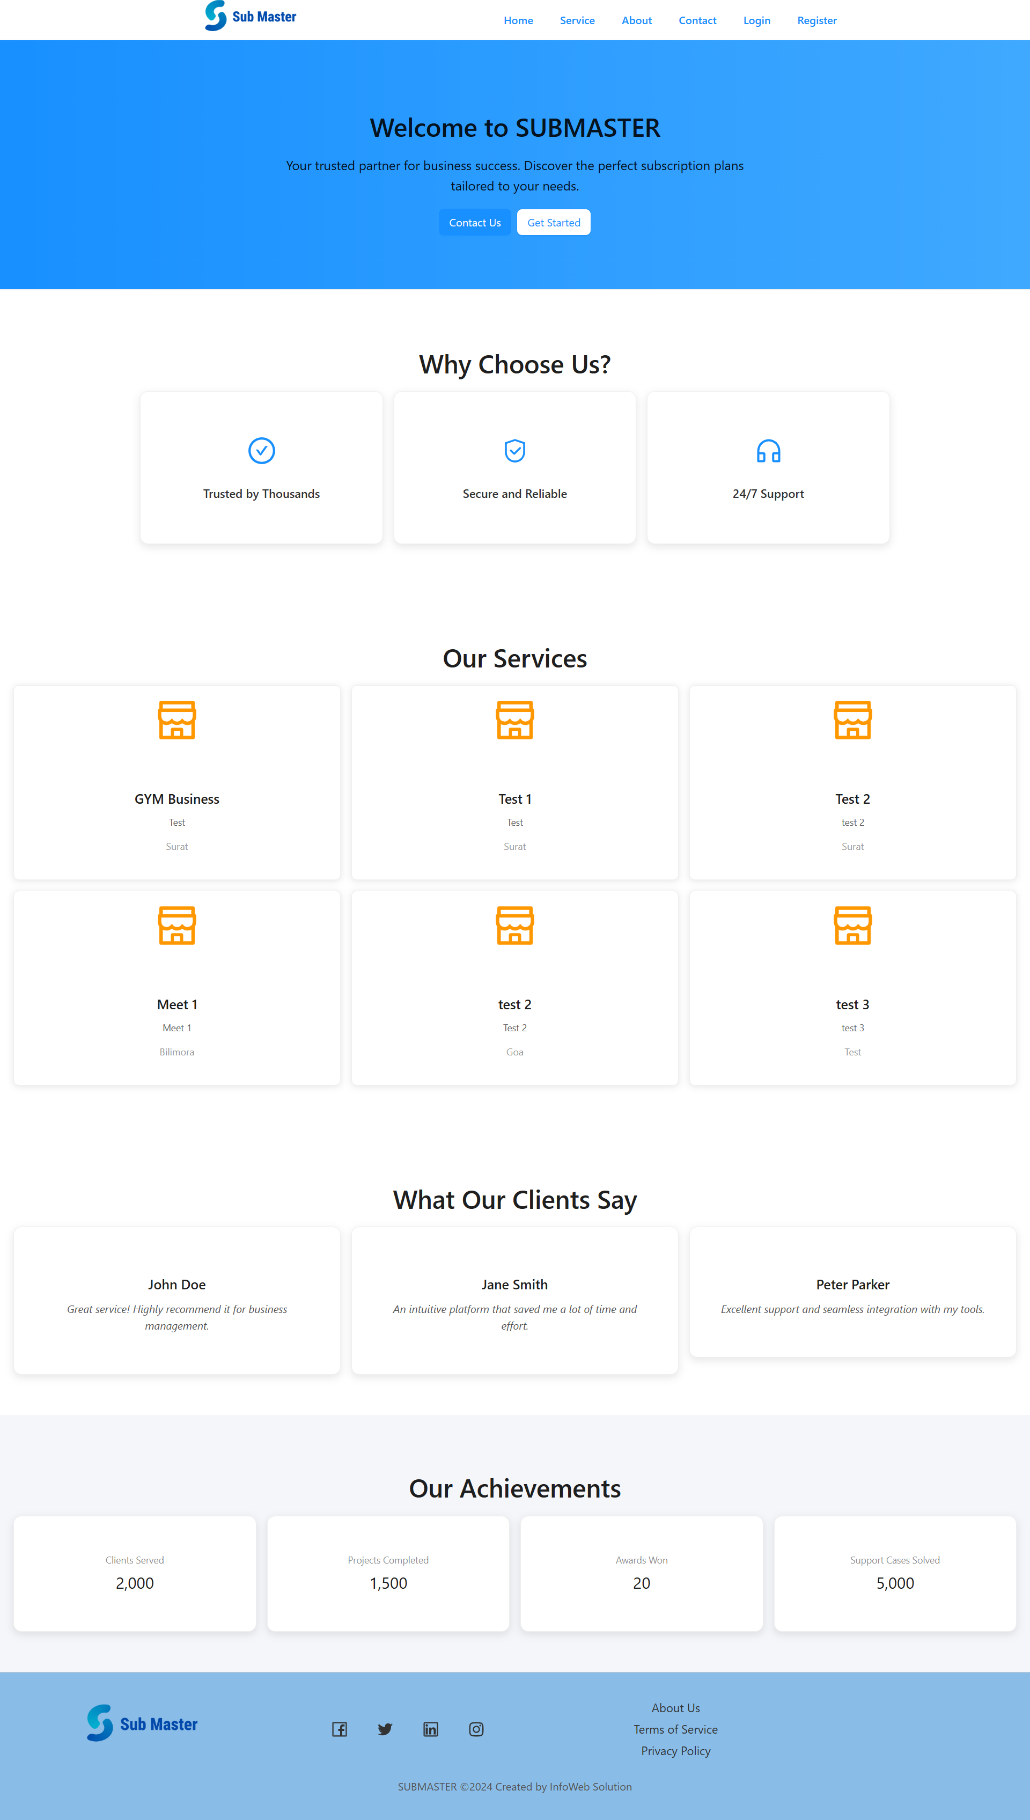 Sub Master
Home Service About Contact Login Register
Welcome to SUBMASTER
Your trusted partner for business success. Discover the perfect subscription plans
tailored to your needs.
Contact Us Get Started
Why Choose Us?
Trusted by Thousands Secure and Reliable 24/7 Support
Our Services
GYM Business
Test
Surat
Test 1
Test
Surat
Test 2
test 2
Surat
Meet 1
Meet 1
Bilimora
test 2
Test 2
Goa
test 3
test 3
Test
What Our Clients Say
John Doe
Great service! Highly recommend it for business
management.
Jane Smith
An intuitive platform that saved me a lot of time and
effort.
Peter Parker
Excellent support and seamless integration with my tools.
Our Achievements
Clients Served
2,000
Projects Completed
1,500
Awards Won
20
Support Cases Solved
5,000
Sub Master
About Us
Terms of Service
Privacy Policy
SUBMASTER ©2024 Created by InfoWeb Solution